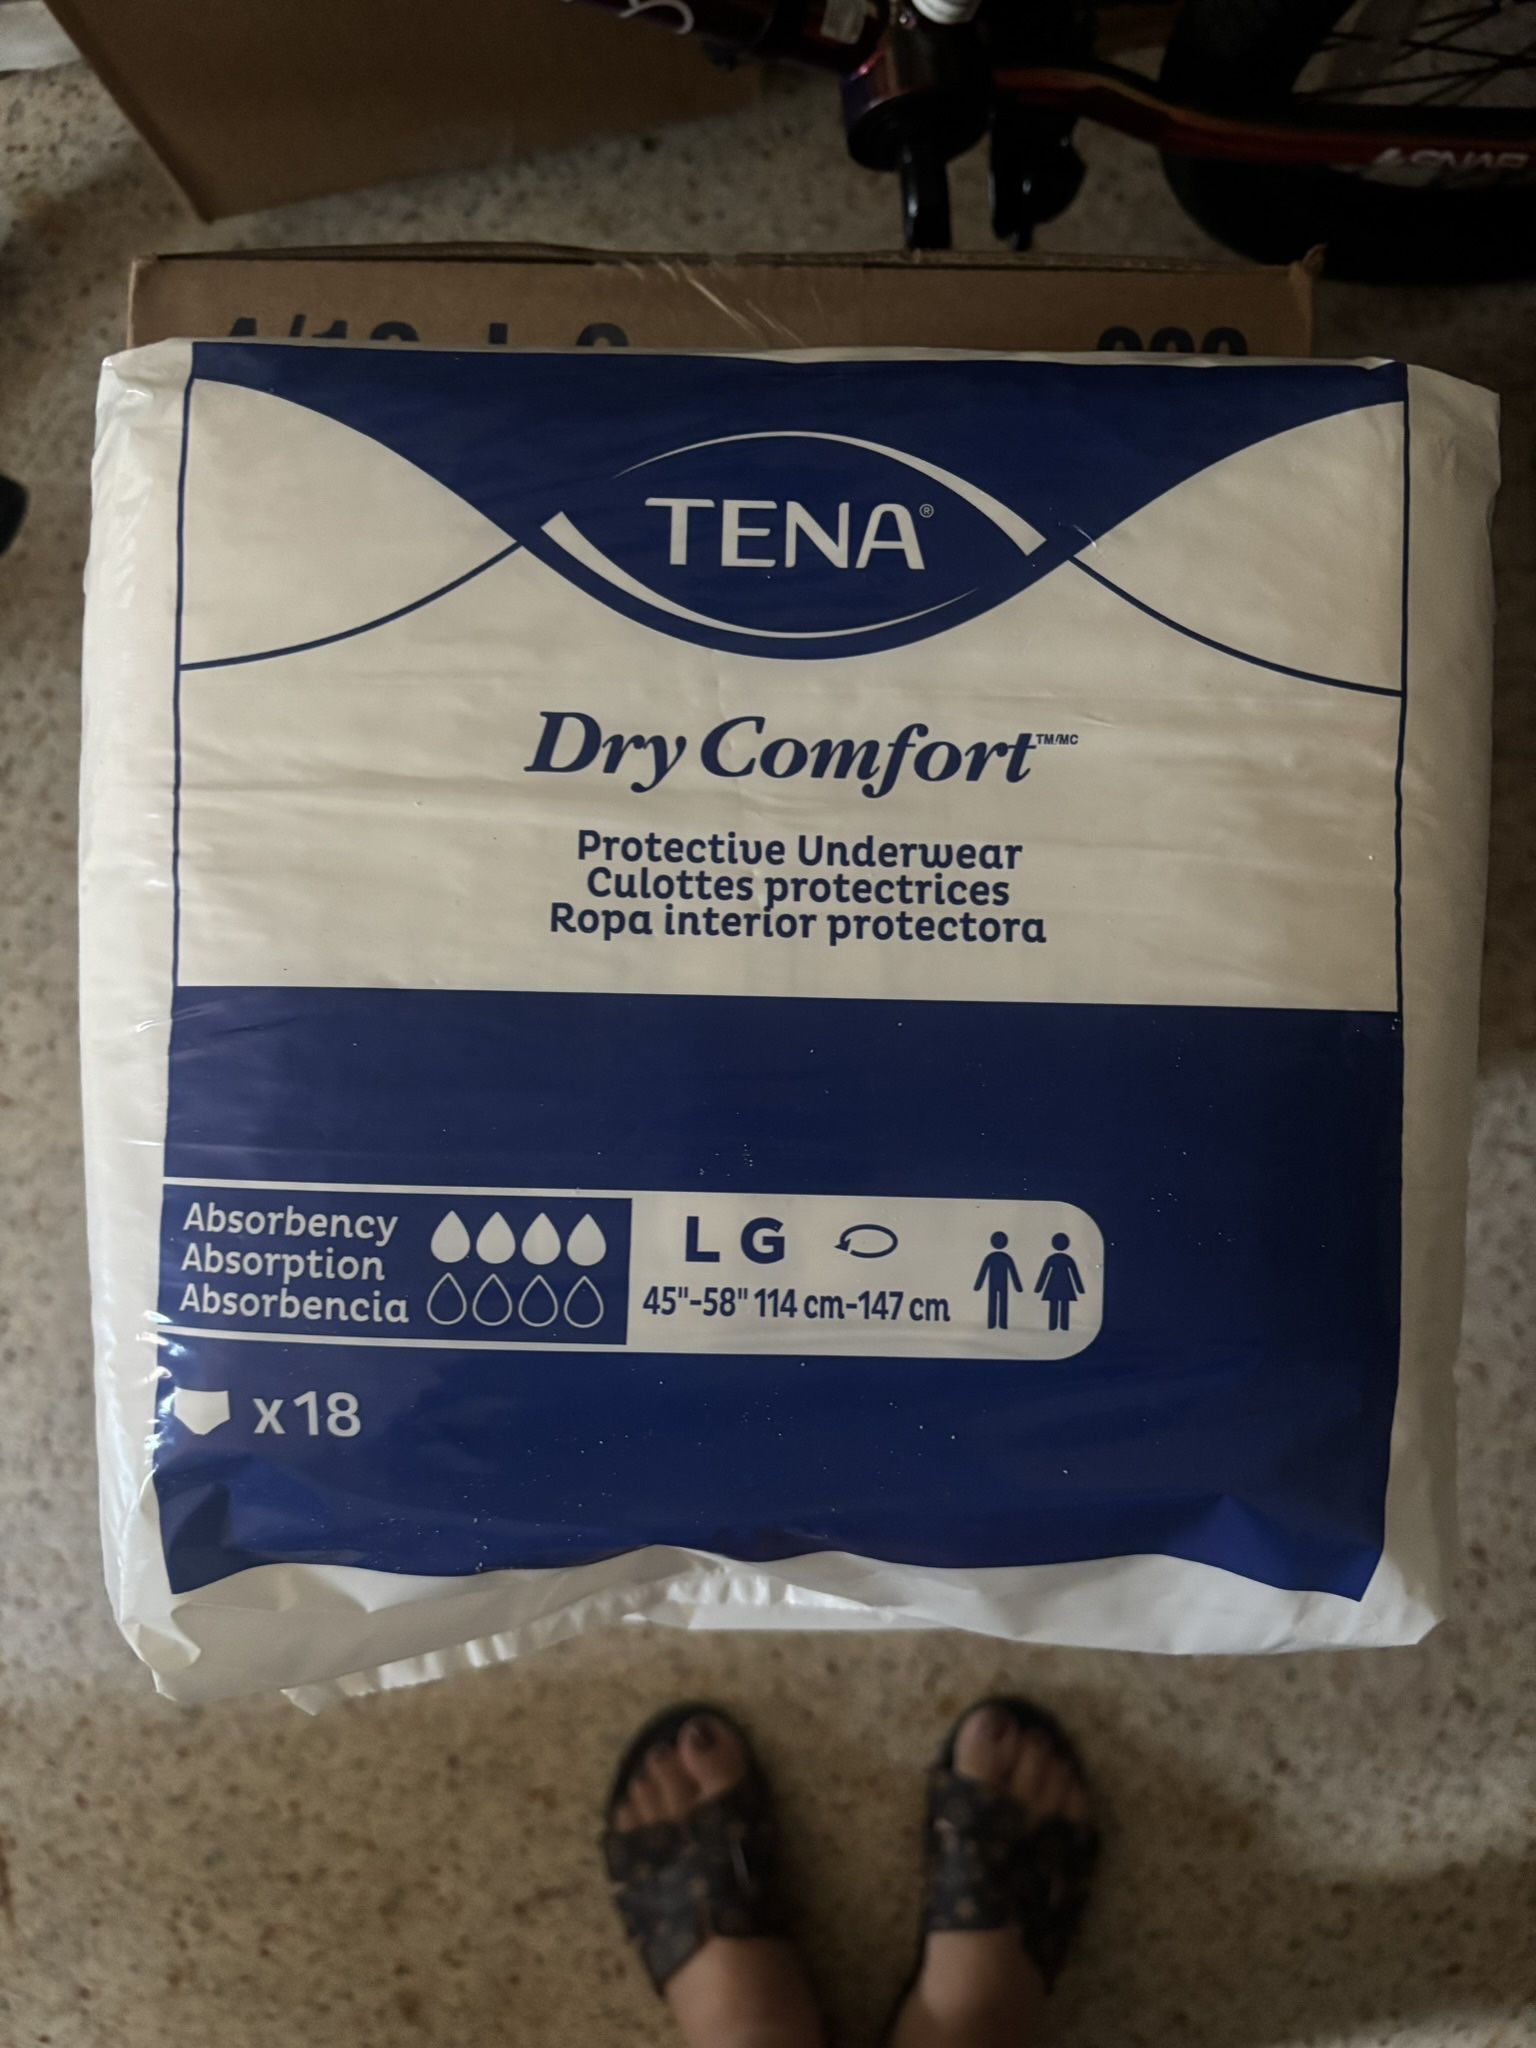 TENA®
Dry Comfort™/MC
Protective Underwear
Culottes protectrices
Ropa interior protectora
Absorbency
Absorption
Absorbencia
LG
45"-58" 114 cm-147 cm
x18